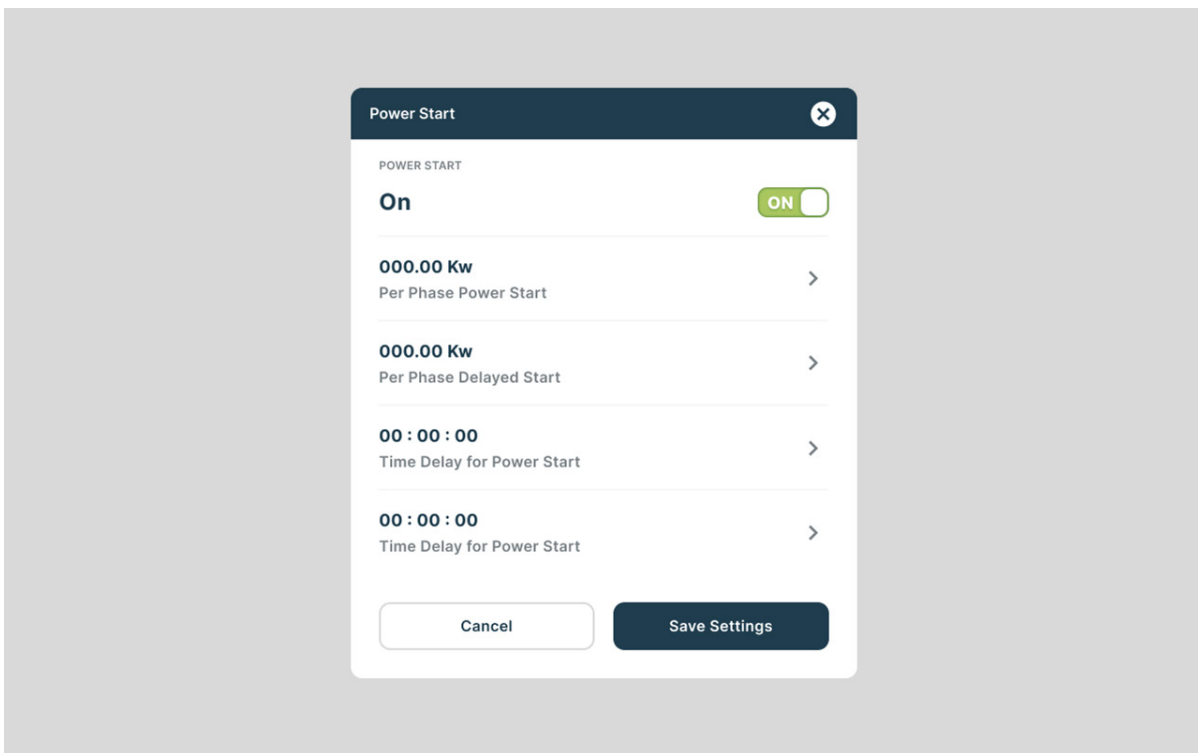 Power Start
POWER START
On
ON
000.00 Kw
Per Phase Power Start
000.00 Kw
Per Phase Delayed Start
00 : 00 : 00
Time Delay for Power Start
00 : 00 : 00
Time Delay for Power Start
Cancel
Save Settings